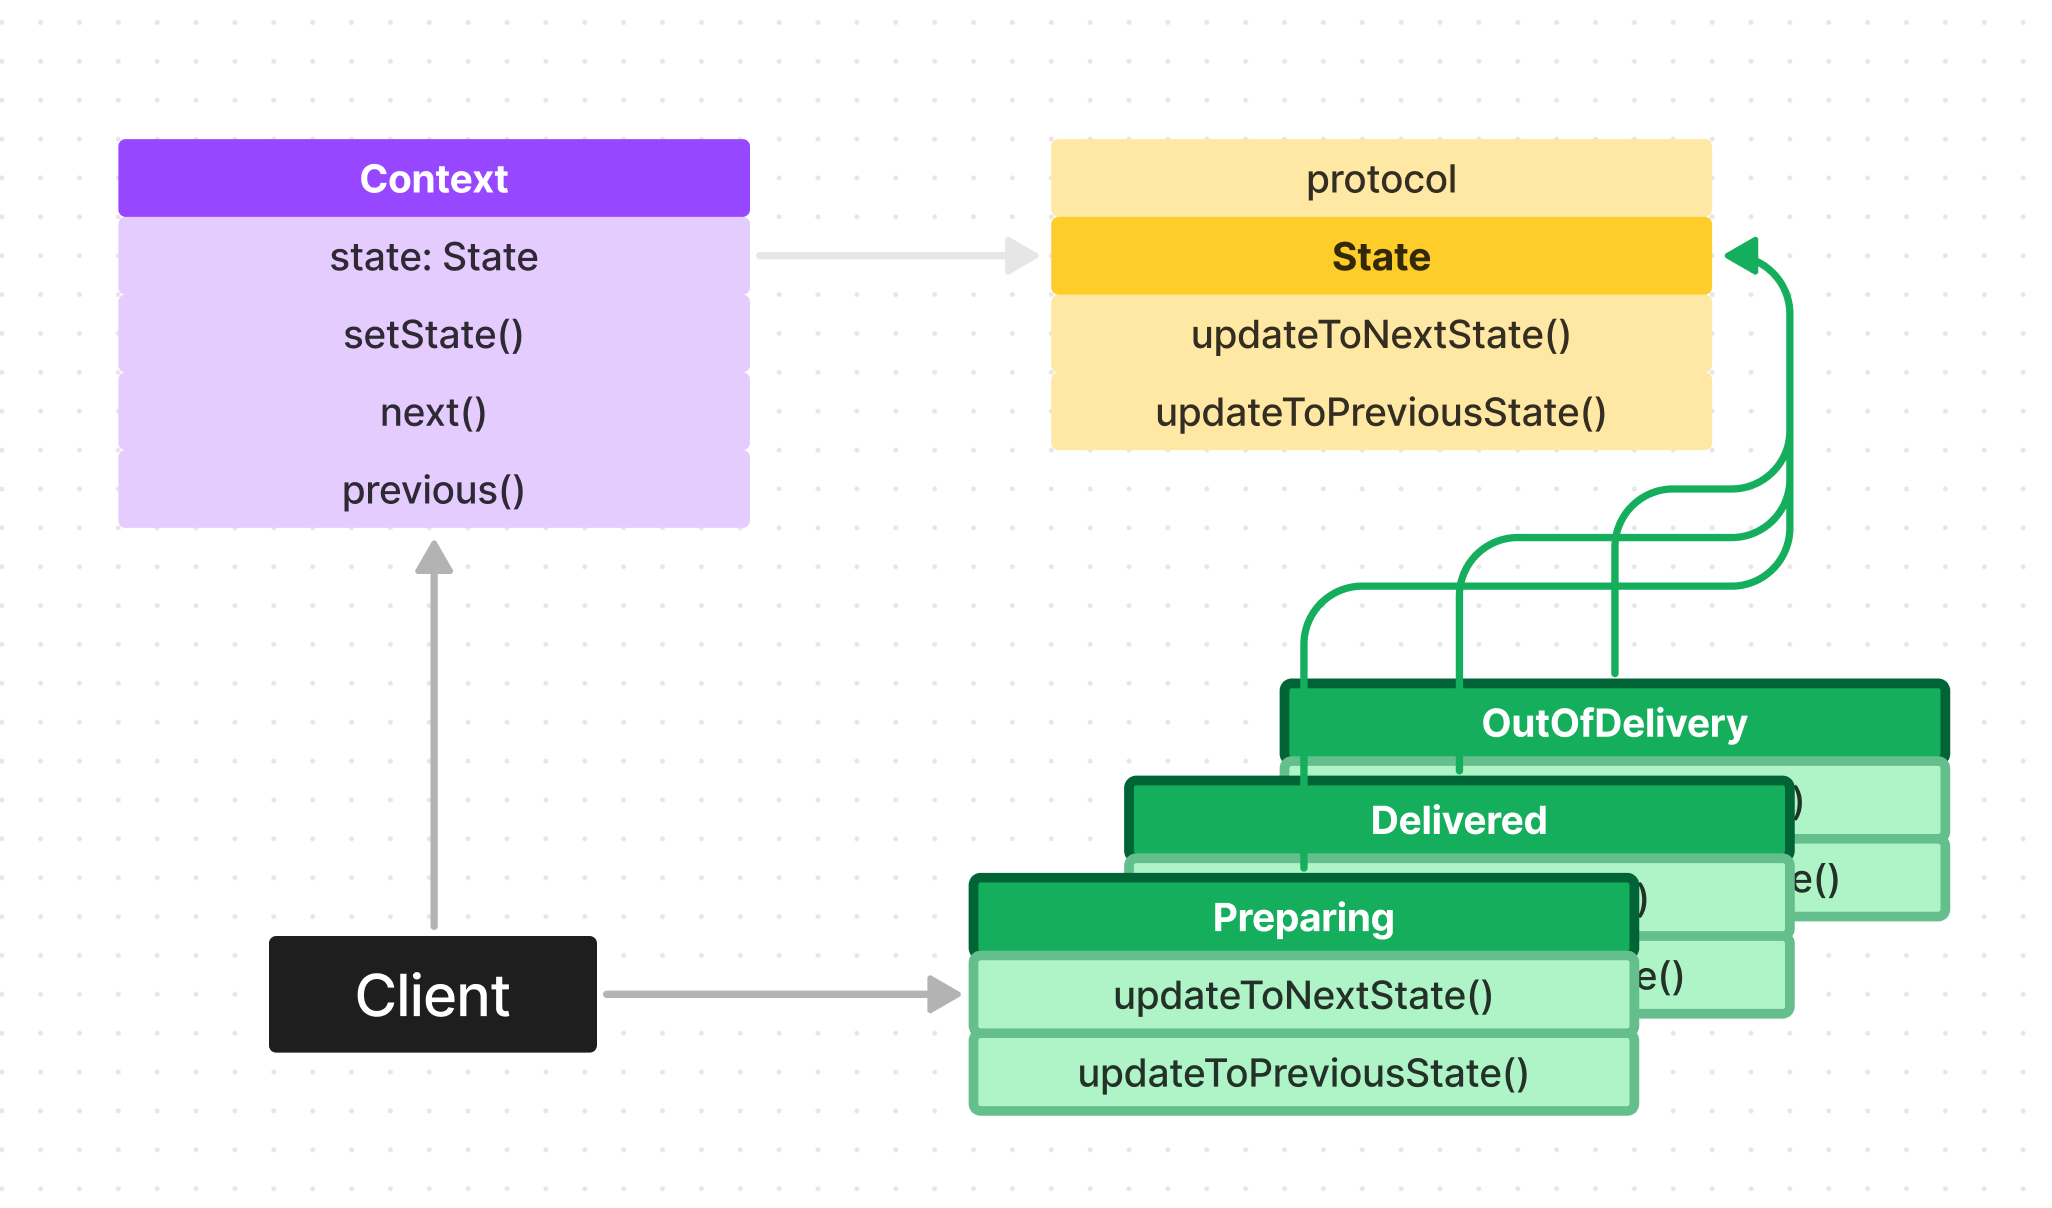 Context
state: State
setState()
next()
previous()
protocol
State
updateToNextState()
updateToPreviousState()
OutOfDelivery
Delivered
Preparing
updateToNextState()
updateToPreviousState()
Client